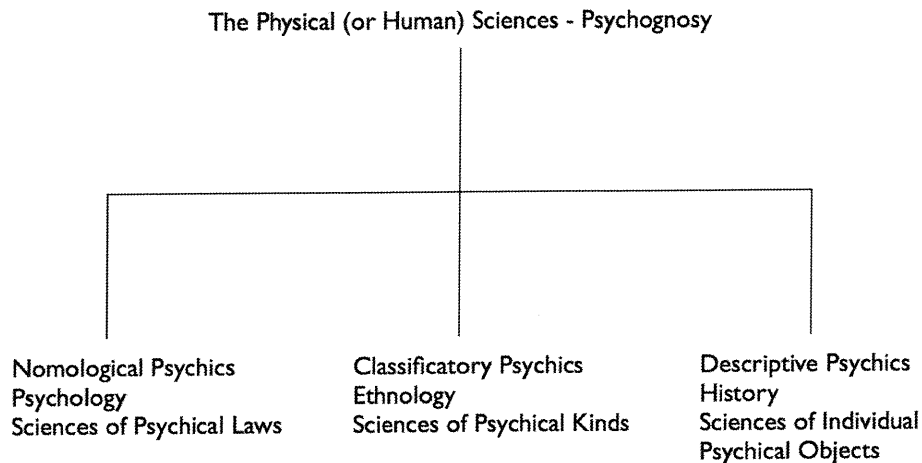 The Physical (or Human) Sciences - Psychognosy
Nomological Psychics
Psychology
Sciences of Psychical Laws
Classificatory Psychics
Ethnology
Sciences of Psychical Kinds
Descriptive Psychics
History
Sciences of Individual
Psychical Objects